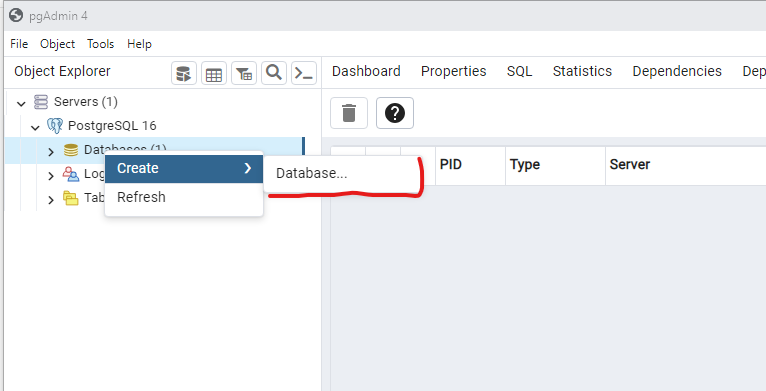 pgAdmin 4
File Object Tools Help
Object Explorer
Dashboard Properties SQL Statistics Dependencies Dep
Servers (1)
PostgreSQL 16
Databases (1)
Create
Database...
PID Type Server
Log
Refresh
Tab